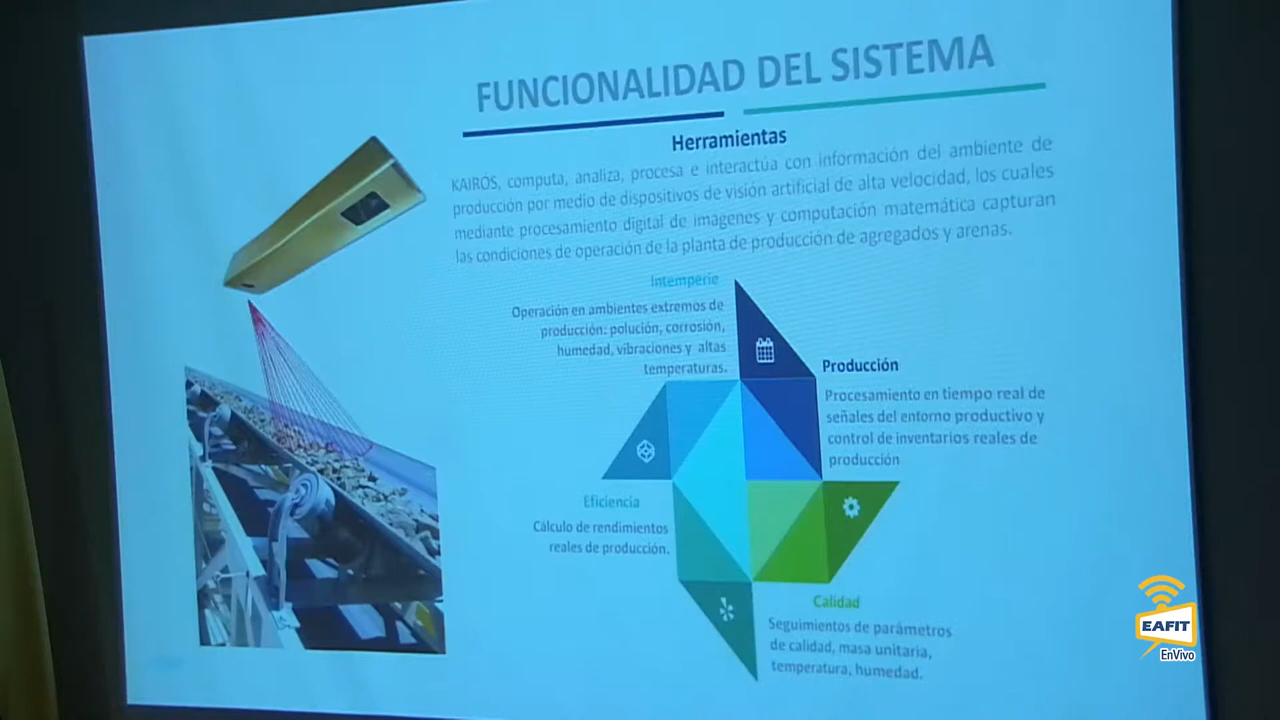 FUNCIONALIDAD DEL SISTEMA
Herramientas
KAIROS, computa, analiza, procesa e interactúa con información del ambiente de
producción por medio de dispositivos de visión artificial de alta velocidad, los cuales
mediante procesamiento digital de imagenes y computación matemática capturan
las condiciones de operación de la planta de producción de agregados y arenas.
Intemperie
Operación en ambientes extremos de
producción: polución, corrosión,
humedad, vibraciones y altas
temperaturas.
Producción
Procesamiento en tiempo real de
señales del entorno productivo y
control de inventarios reales de
producción
Eficiencia
Cálculo de rendimientos
reales de producción.
Calidad
Seguimientos de parámetros
de calidad, masa unitaria,
temperatura, humedad.
EAFIT
EnVivo